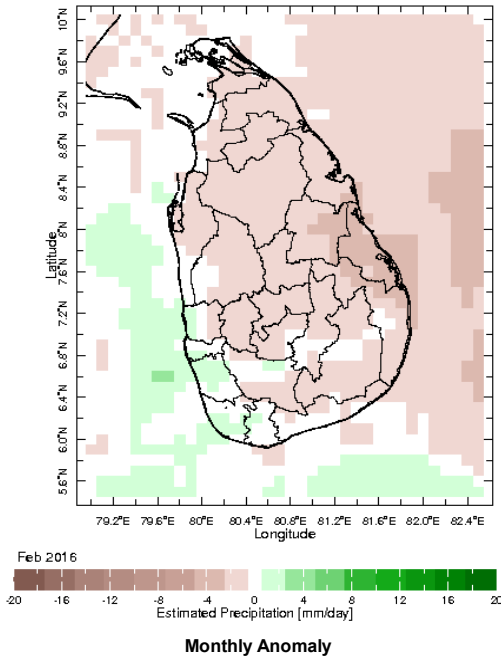 10°N
9.6°N
9.2°N
8.8°N
8.4°N
8°N
7.6°N
7.2°N
6.8°N
6.4°N
6.0°N
5.6°N
Latitude
79.2°E 79.6°E 80°E 80.4°E 80.8°E 81.2°E 81.6°E 82.0°E 82.4°E
Longitude
Feb 2016
-20 -16 -12 -8 -4 0 4 8 12 16 20
Estimated Precipitation [mm/day]
Monthly Anomaly